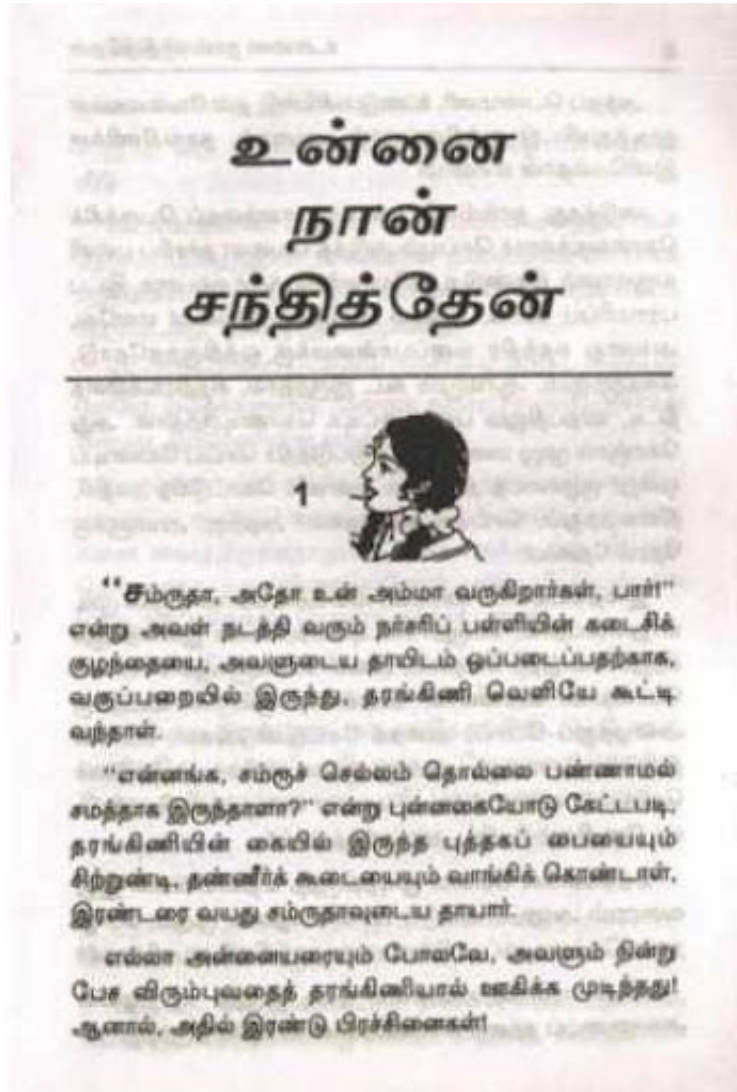 உன்னை
நான்
சந்தித்தேன்
1
“சம்ருதா, அதோ உன் அம்மா வருகிறார்கள், பார்!”
என்று அவள் நடத்தி வரும் நர்சரிப் பள்ளியின் கடைசிக்
குழந்தையை, அவளுடைய தாயிடம் ஒப்படைப்பதற்காக,
வகுப்பறையில் இருந்து, தரங்கிணி வெளியே கூட்டி
வந்தாள்.
“என்னங்க, சம்ரூச் செல்லம் தொல்லை பண்ணாமல்
சமத்தாக இருந்தாளா?” என்று புன்னகையோடு கேட்டபடி,
தரங்கிணியின் கையில் இருந்த புத்தகப் பையையும்
சிற்றுண்டி, தண்ணீர்க் கூடையையும் வாங்கிக் கொண்டாள்,
இரண்டரை வயது சம்ருதாவுடைய தாயார்.
எல்லா அன்னையரையும் போலவே, அவளும் நின்று
பேச விரும்புவதைத் தரங்கிணியால் ஊகிக்க முடிந்தது!
ஆனால், அதில் இரண்டு பிரச்சினைகள்!